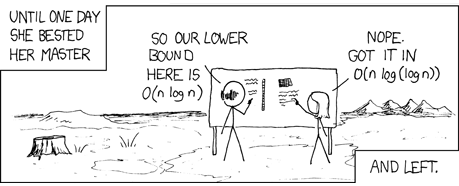 UNTIL ONE DAY
SHE BESTED
HER MASTER
SO OUR LOWER
BOUND
HERE IS
O(n log n)
NOPE.
GOT IT IN
O(n log(log n))
AND LEFT.